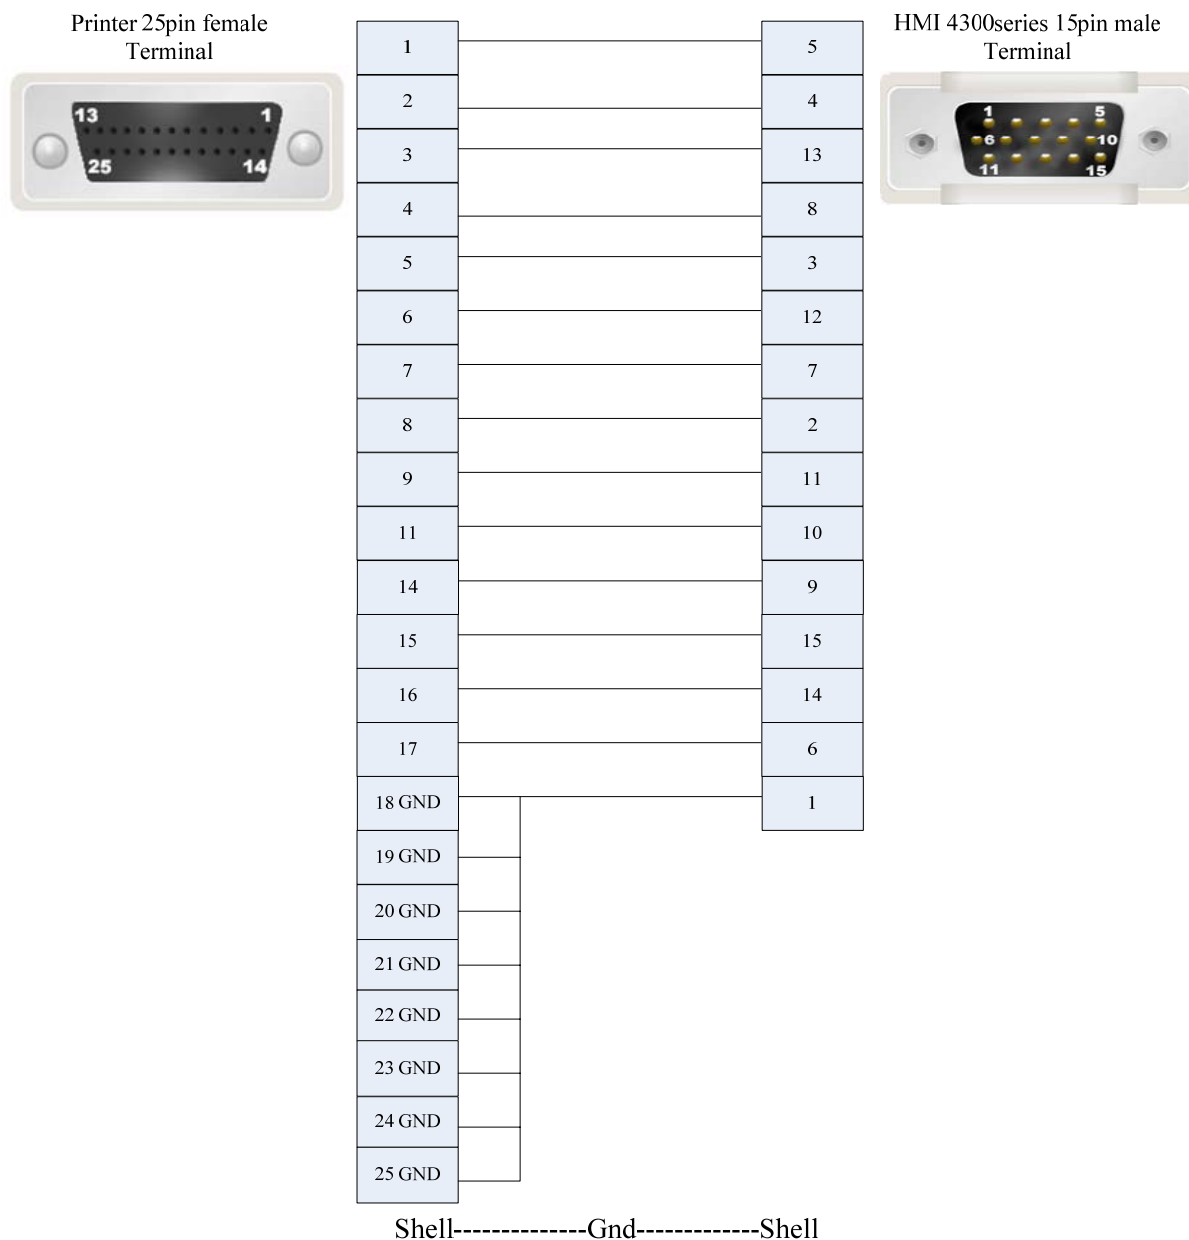 Printer 25pin female
Terminal
HMI 4300series 15pin male
Terminal
13 1
25 14
1 5
6 10
11 15
1 5
2 4
3 13
4 8
5 3
6 12
7 7
8 2
9 11
11 10
14 9
15 15
16 14
17 6
18 GND 1
19 GND
20 GND
21 GND
22 GND
23 GND
24 GND
25 GND
Shell--------------Gnd-------------Shell